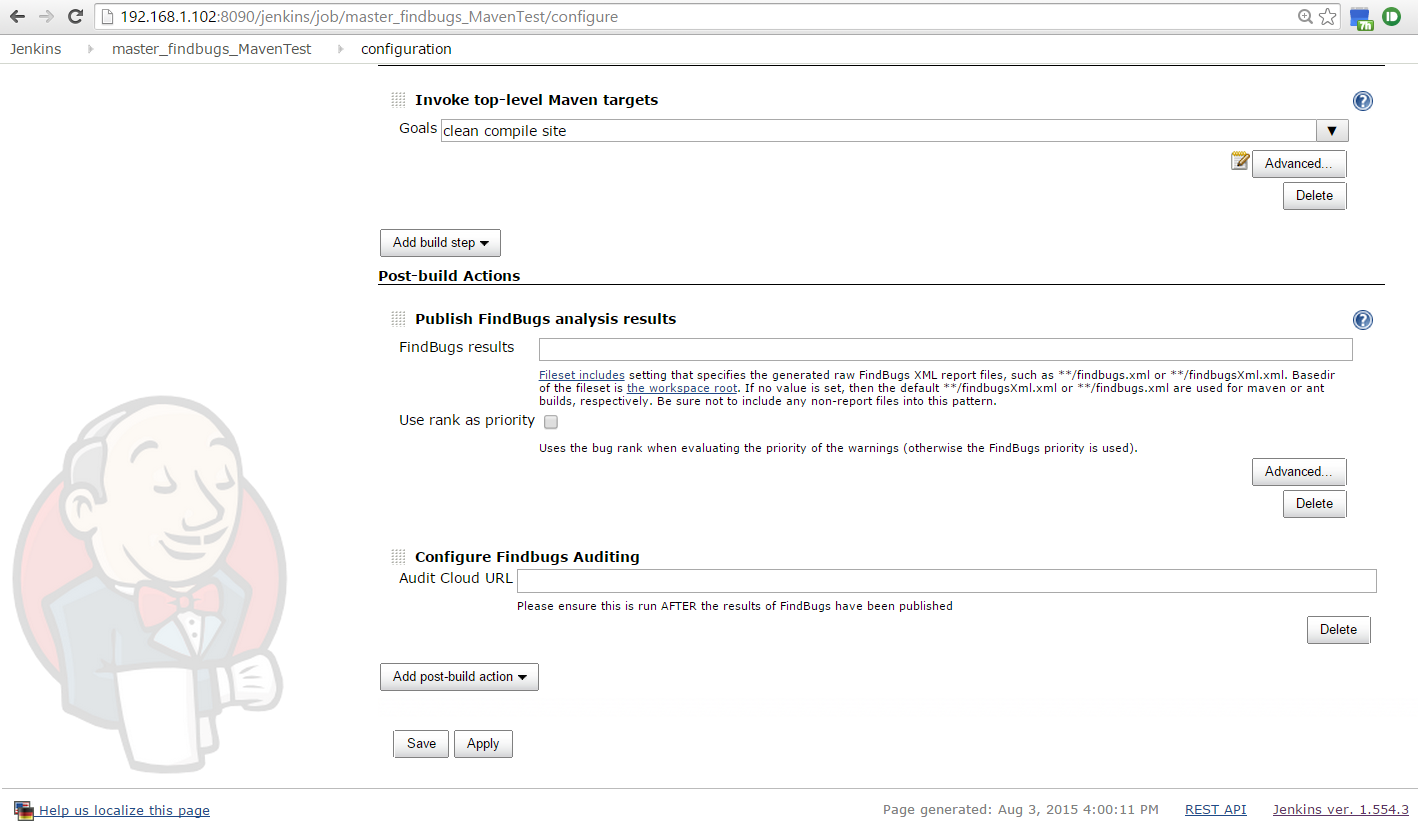 192.168.1.102:8090/jenkins/job/master_findbugs_MavenTest/configure
7h
Jenkins master_findbugs_MavenTest configuration
Invoke top-level Maven targets
Goals clean compile site
Advanced...
Delete
Add build step
Post-build Actions
Publish FindBugs analysis results
FindBugs results
Fileset includes setting that specifies the generated raw FindBugs XML report files, such as **/findbugs.xml or **/findbugsXml.xml. Basedir
of the fileset is the workspace root. If no value is set, then the default **/findbugsXml.xml or **/findbugs.xml are used for maven or ant
builds, respectively. Be sure not to include any non-report files into this pattern.
Use rank as priority
Uses the bug rank when evaluating the priority of the warnings (otherwise the FindBugs priority is used).
Advanced...
Delete
Configure Findbugs Auditing
Audit Cloud URL
Please ensure this is run AFTER the results of FindBugs have been published
Delete
Add post-build action
Save Apply
Help us localize this page Page generated: Aug 3, 2015 4:00:11 PM REST API Jenkins ver. 1.554.3